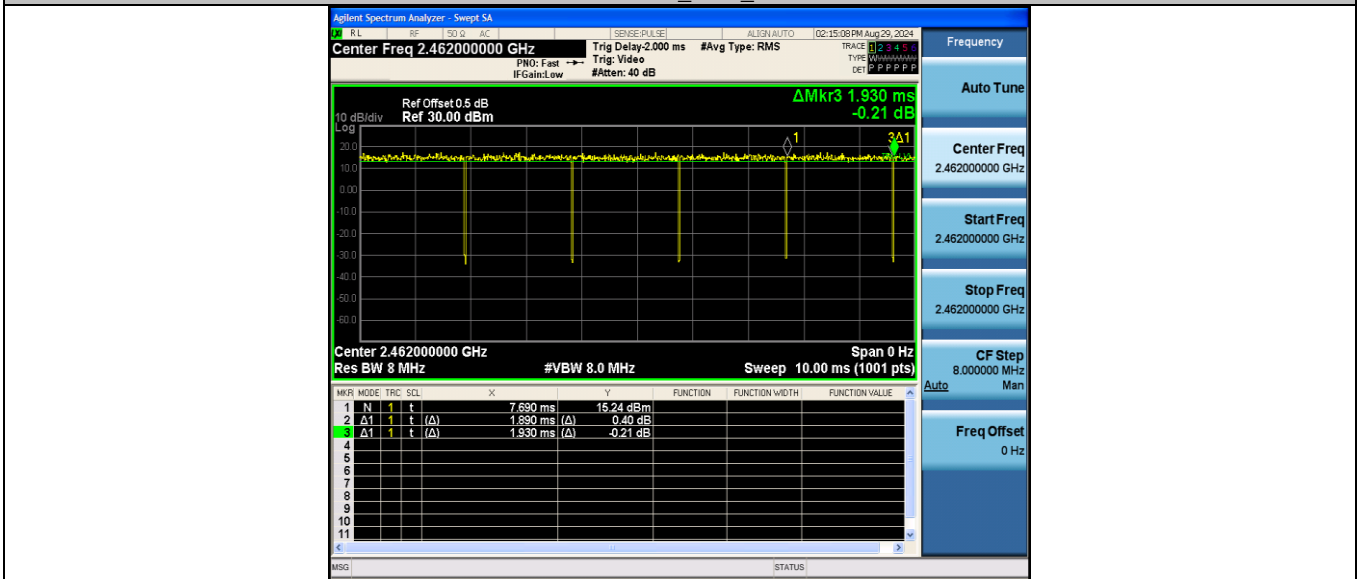 Agilent Spectrum Analyzer - Swept SA
RL RF 50 Ω AC SENSE:PULSE ALIGNAUTO 02:15:08 PM Aug 29, 2024
Center Freq 2.462000000 GHz
PNO: Fast
IFGain:Low
Trig Delay-2.000 ms
Trig: Video
#Atten: 40 dB
#Avg Type: RMS
TRACE 1 2 3 4 5 6
TYPE W
DET P P P P P P
ΔMkr3 1.930 ms
-0.21 dB
Ref Offset 0.5 dB
10 dB/div Ref 30.00 dBm
Log
1
3Δ1
20.0
10.0
0.00
-10.0
-20.0
-30.0
-40.0
-50.0
-60.0
Center 2.462000000 GHz Span 0 Hz
Res BW 8 MHz #VBW 8.0 MHz Sweep 10.00 ms (1001 pts)
MKR MODE TRC SCL X Y FUNCTION FUNCTION WIDTH FUNCTION VALUE
1 N 1 t 7.690 ms 15.24 dBm
2 Δ1 1 t (Δ) 1.890 ms (Δ) 0.40 dB
3 Δ1 1 t (Δ) 1.930 ms (Δ) -0.21 dB
4
5
6
7
8
9
10
11
MSG STATUS
Frequency
Auto Tune
Center Freq
2.462000000 GHz
Start Freq
2.462000000 GHz
Stop Freq
2.462000000 GHz
CF Step
8.000000 MHz
Auto Man
Freq Offset
0 Hz